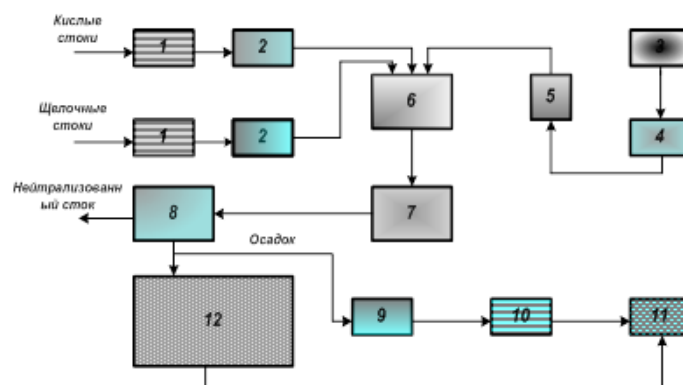 Кислые
стоки
1
2
3
6
5
Щелочные
стоки
1
2
4
Нейтрализованн
ый сток
8
7
Осадок
12
9
10
11